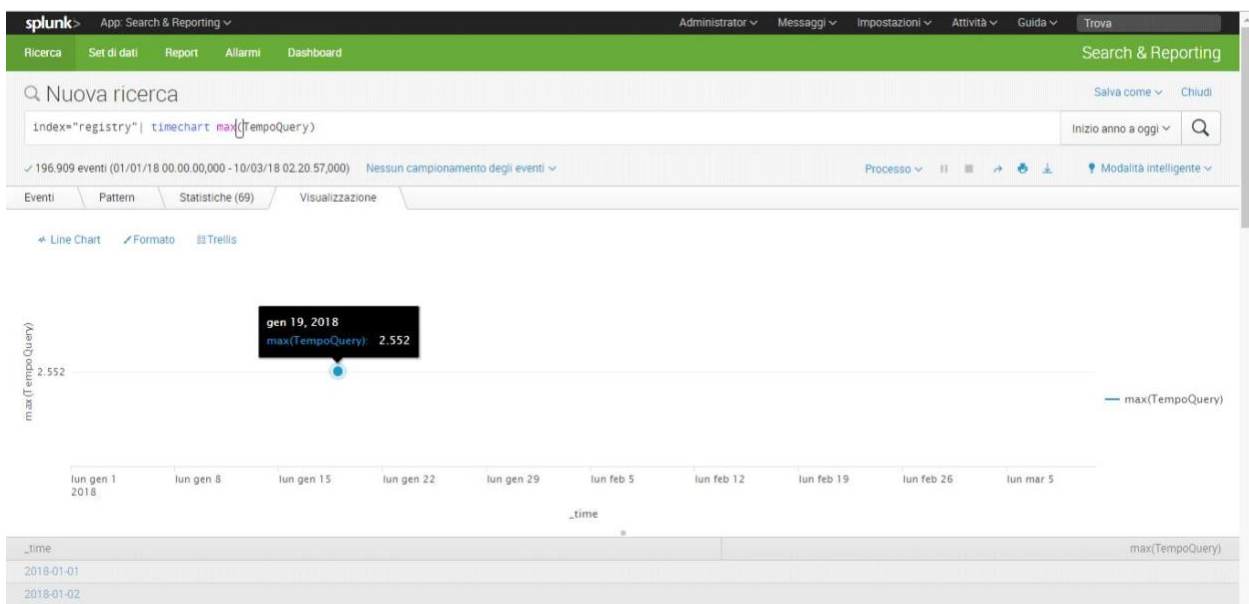 splunk> App: Search & Reporting Administrator Messaggi Impostazioni Attività Guida Trova
Ricerca Set di dati Report Allarmi Dashboard Search & Reporting
Nuova ricerca Salva come Chiudi
index="registry"| timechart max(TempoQuery) Inizio anno a oggi
196.909 eventi (01/01/18 00.00.00,000 - 10/03/18 02.20.57,000) Nessun campionamento degli eventi Processo Modalità intelligente
Eventi Pattern Statistiche (69) Visualizzazione
Line Chart Formato Trellis
gen 19, 2018
max(TempoQuery): 2.552
max(TempoQuery)
2.552
max(TempoQuery)
lun gen 1 lun gen 8 lun gen 15 lun gen 22 lun gen 29 lun feb 5 lun feb 12 lun feb 19 lun feb 26 lun mar 5
2018
_time
_time max(TempoQuery)
2018-01-01
2018-01-02